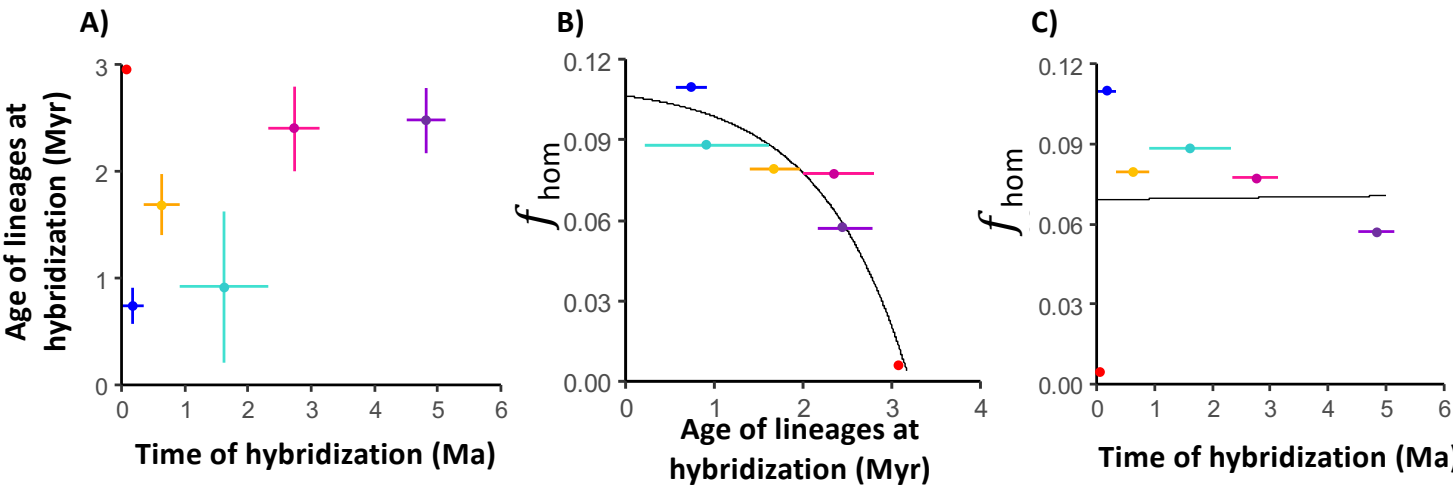 A)
Age of lineages at
hybridization (Myr)
3
2
1
0
0 1 2 3 4 5 6
Time of hybridization (Ma)
B)
f hom
0.12
0.09
0.06
0.03
0.00
0 1 2 3 4
Age of lineages at
hybridization (Myr)
C)
f hom
0.12
0.09
0.06
0.03
0.00
0 1 2 3 4 5 6
Time of hybridization (Ma)